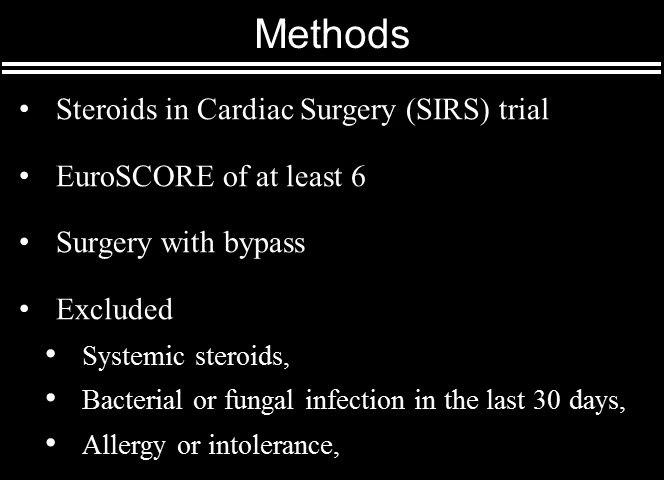 Methods
• Steroids in Cardiac Surgery (SIRS) trial
• EuroSCORE of at least 6
• Surgery with bypass
• Excluded
• Systemic steroids,
• Bacterial or fungal infection in the last 30 days,
• Allergy or intolerance,